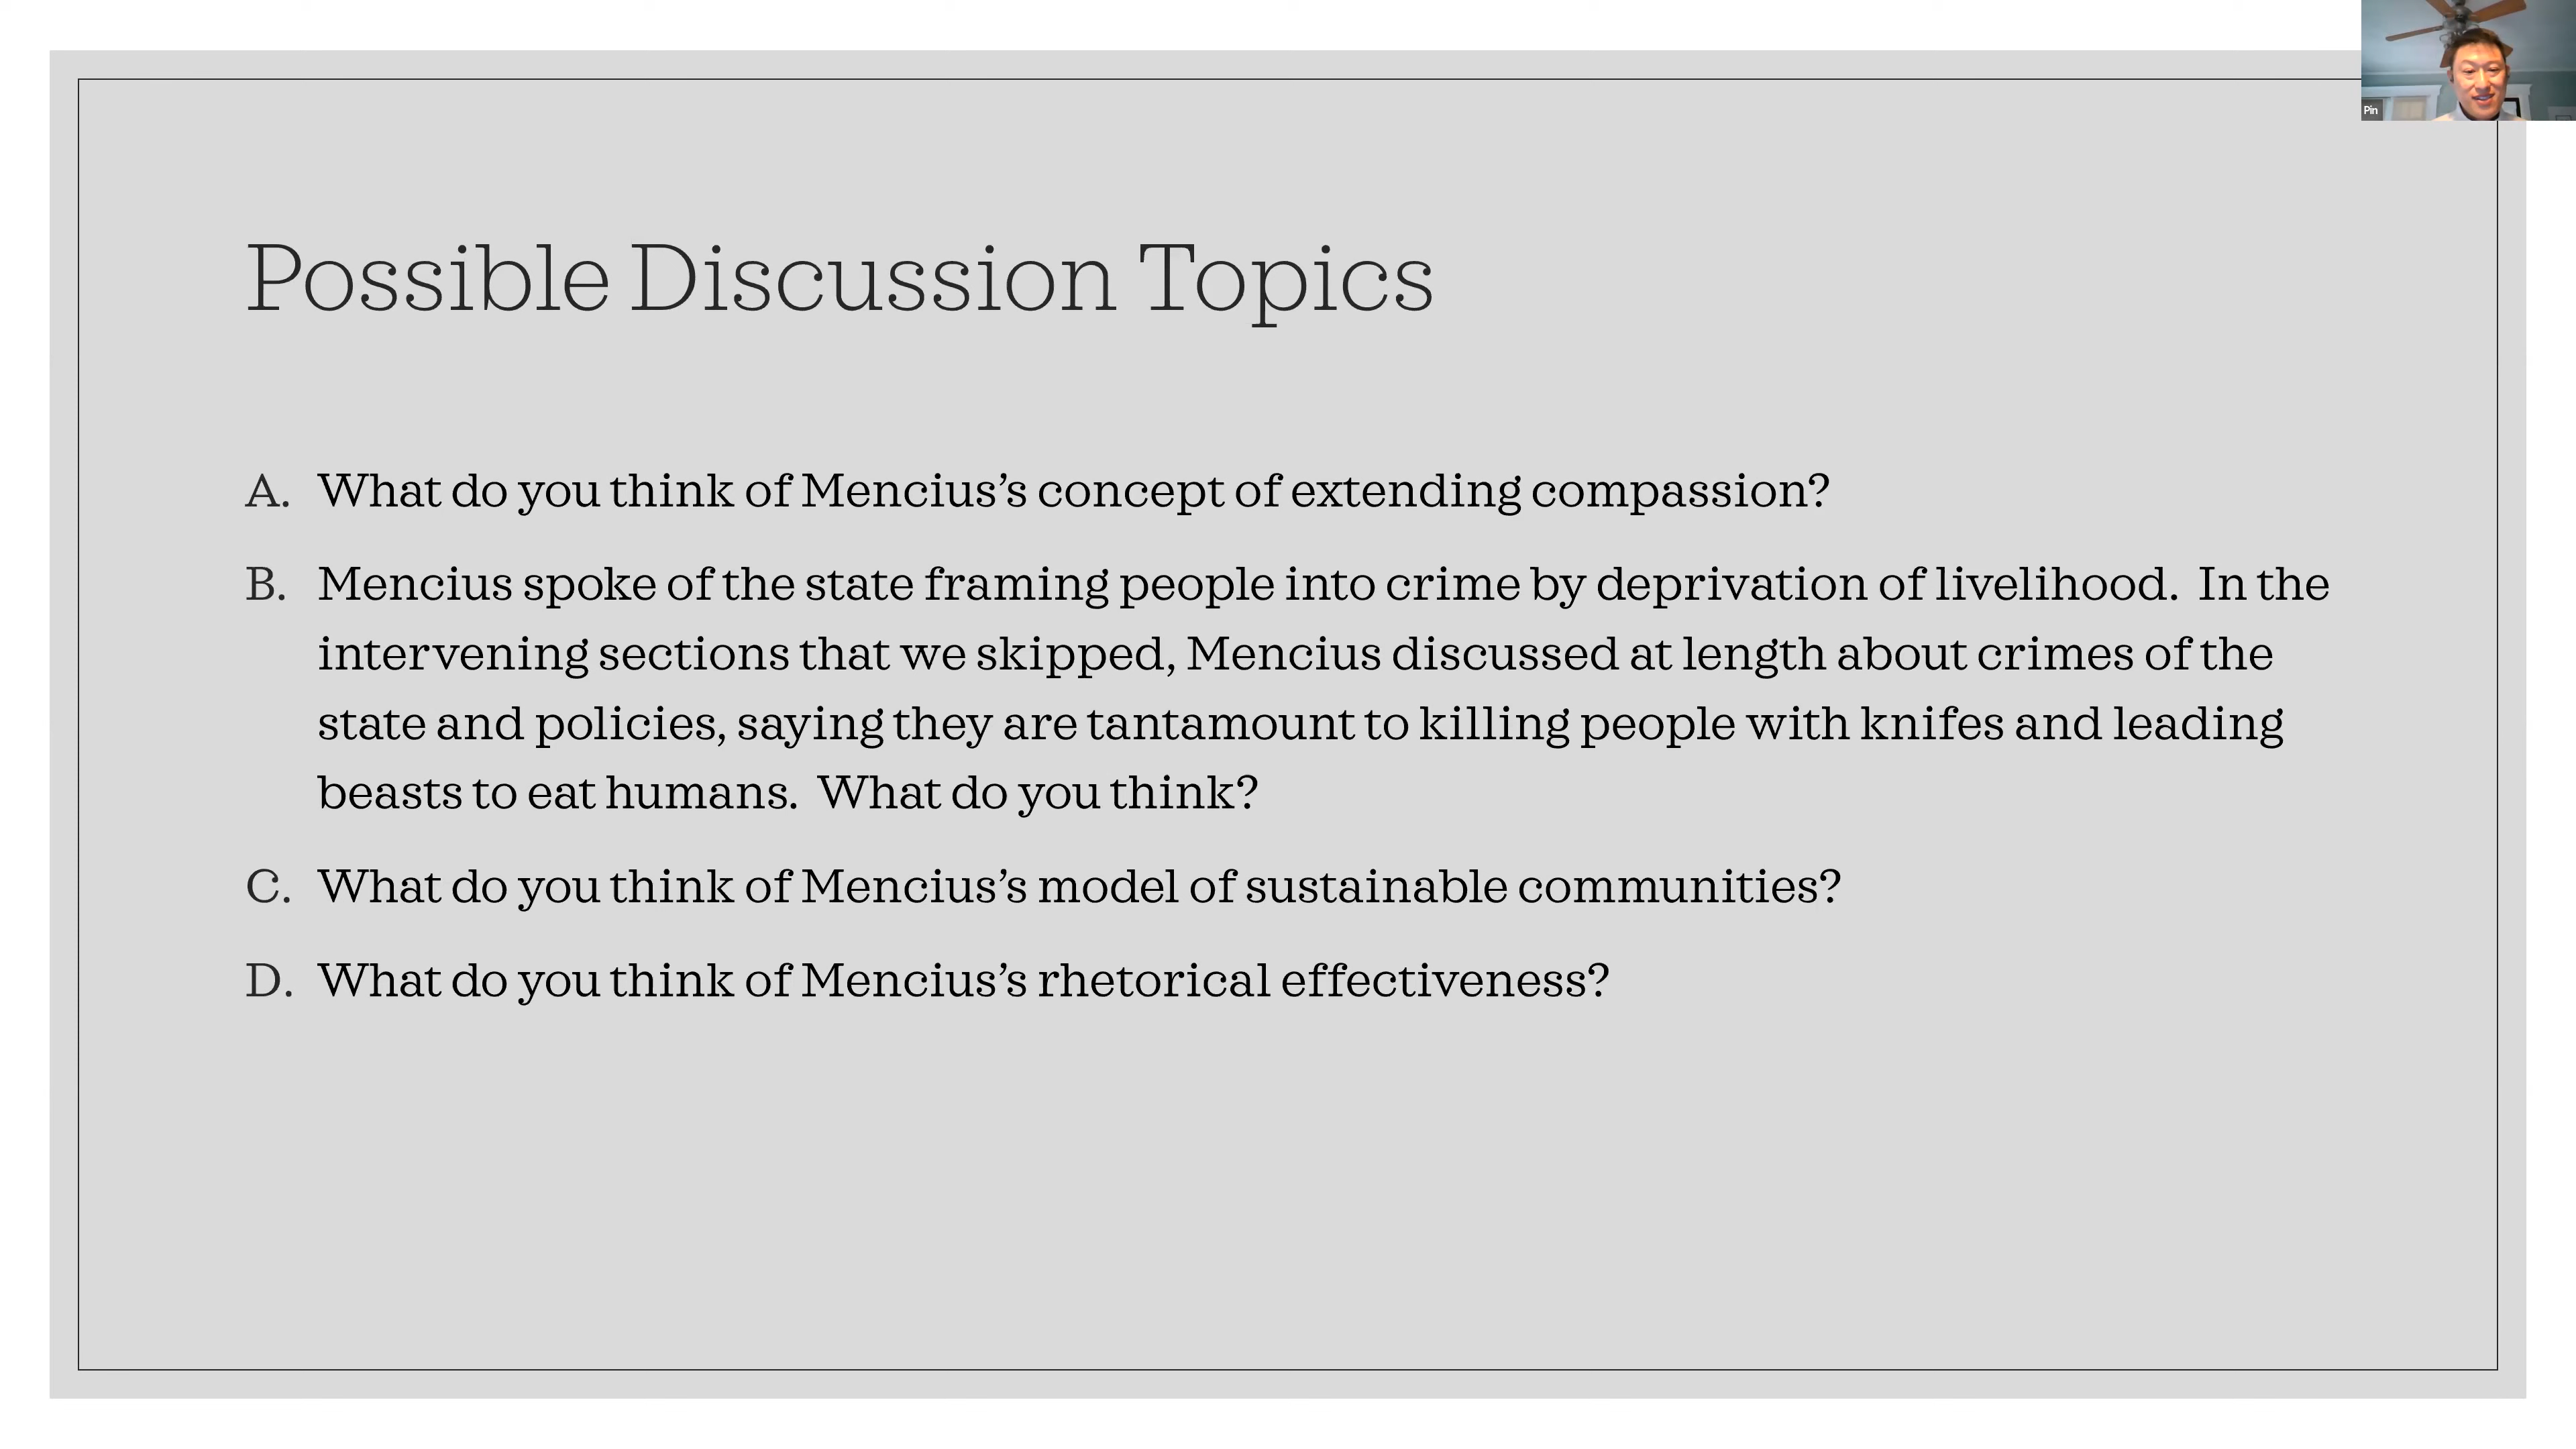 Pin
Possible Discussion Topics
A. What do you think of Mencius’s concept of extending compassion?
B. Mencius spoke of the state framing people into crime by deprivation of livelihood.  In the
intervening sections that we skipped, Mencius discussed at length about crimes of the
state and policies, saying they are tantamount to killing people with knifes and leading
beasts to eat humans.  What do you think?
C. What do you think of Mencius’s model of sustainable communities?
D. What do you think of Mencius’s rhetorical effectiveness?